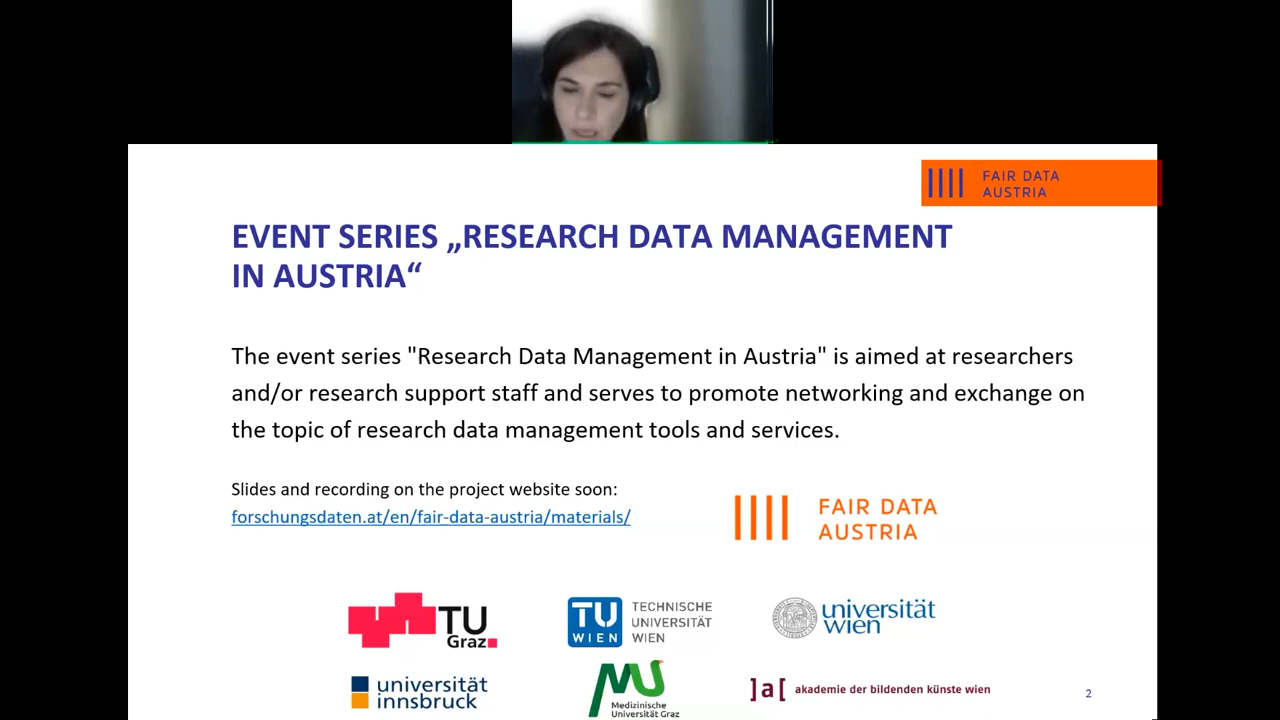 FAIR DATA
AUSTRIA
EVENT SERIES „RESEARCH DATA MANAGEMENT
IN AUSTRIA“
The event series "Research Data Management in Austria" is aimed at researchers
and/or research support staff and serves to promote networking and exchange on
the topic of research data management tools and services.
Slides and recording on the project website soon:
forschungsdaten.at/en/fair-data-austria/materials/
FAIR DATA
AUSTRIA
TU
Graz
TU
WIEN
TECHNISCHE
UNIVERSITÄT
WIEN
universität
wien
universität
innsbruck
MU
Medizinische
Universität Graz
]a[ akademie der bildenden künste wien
2